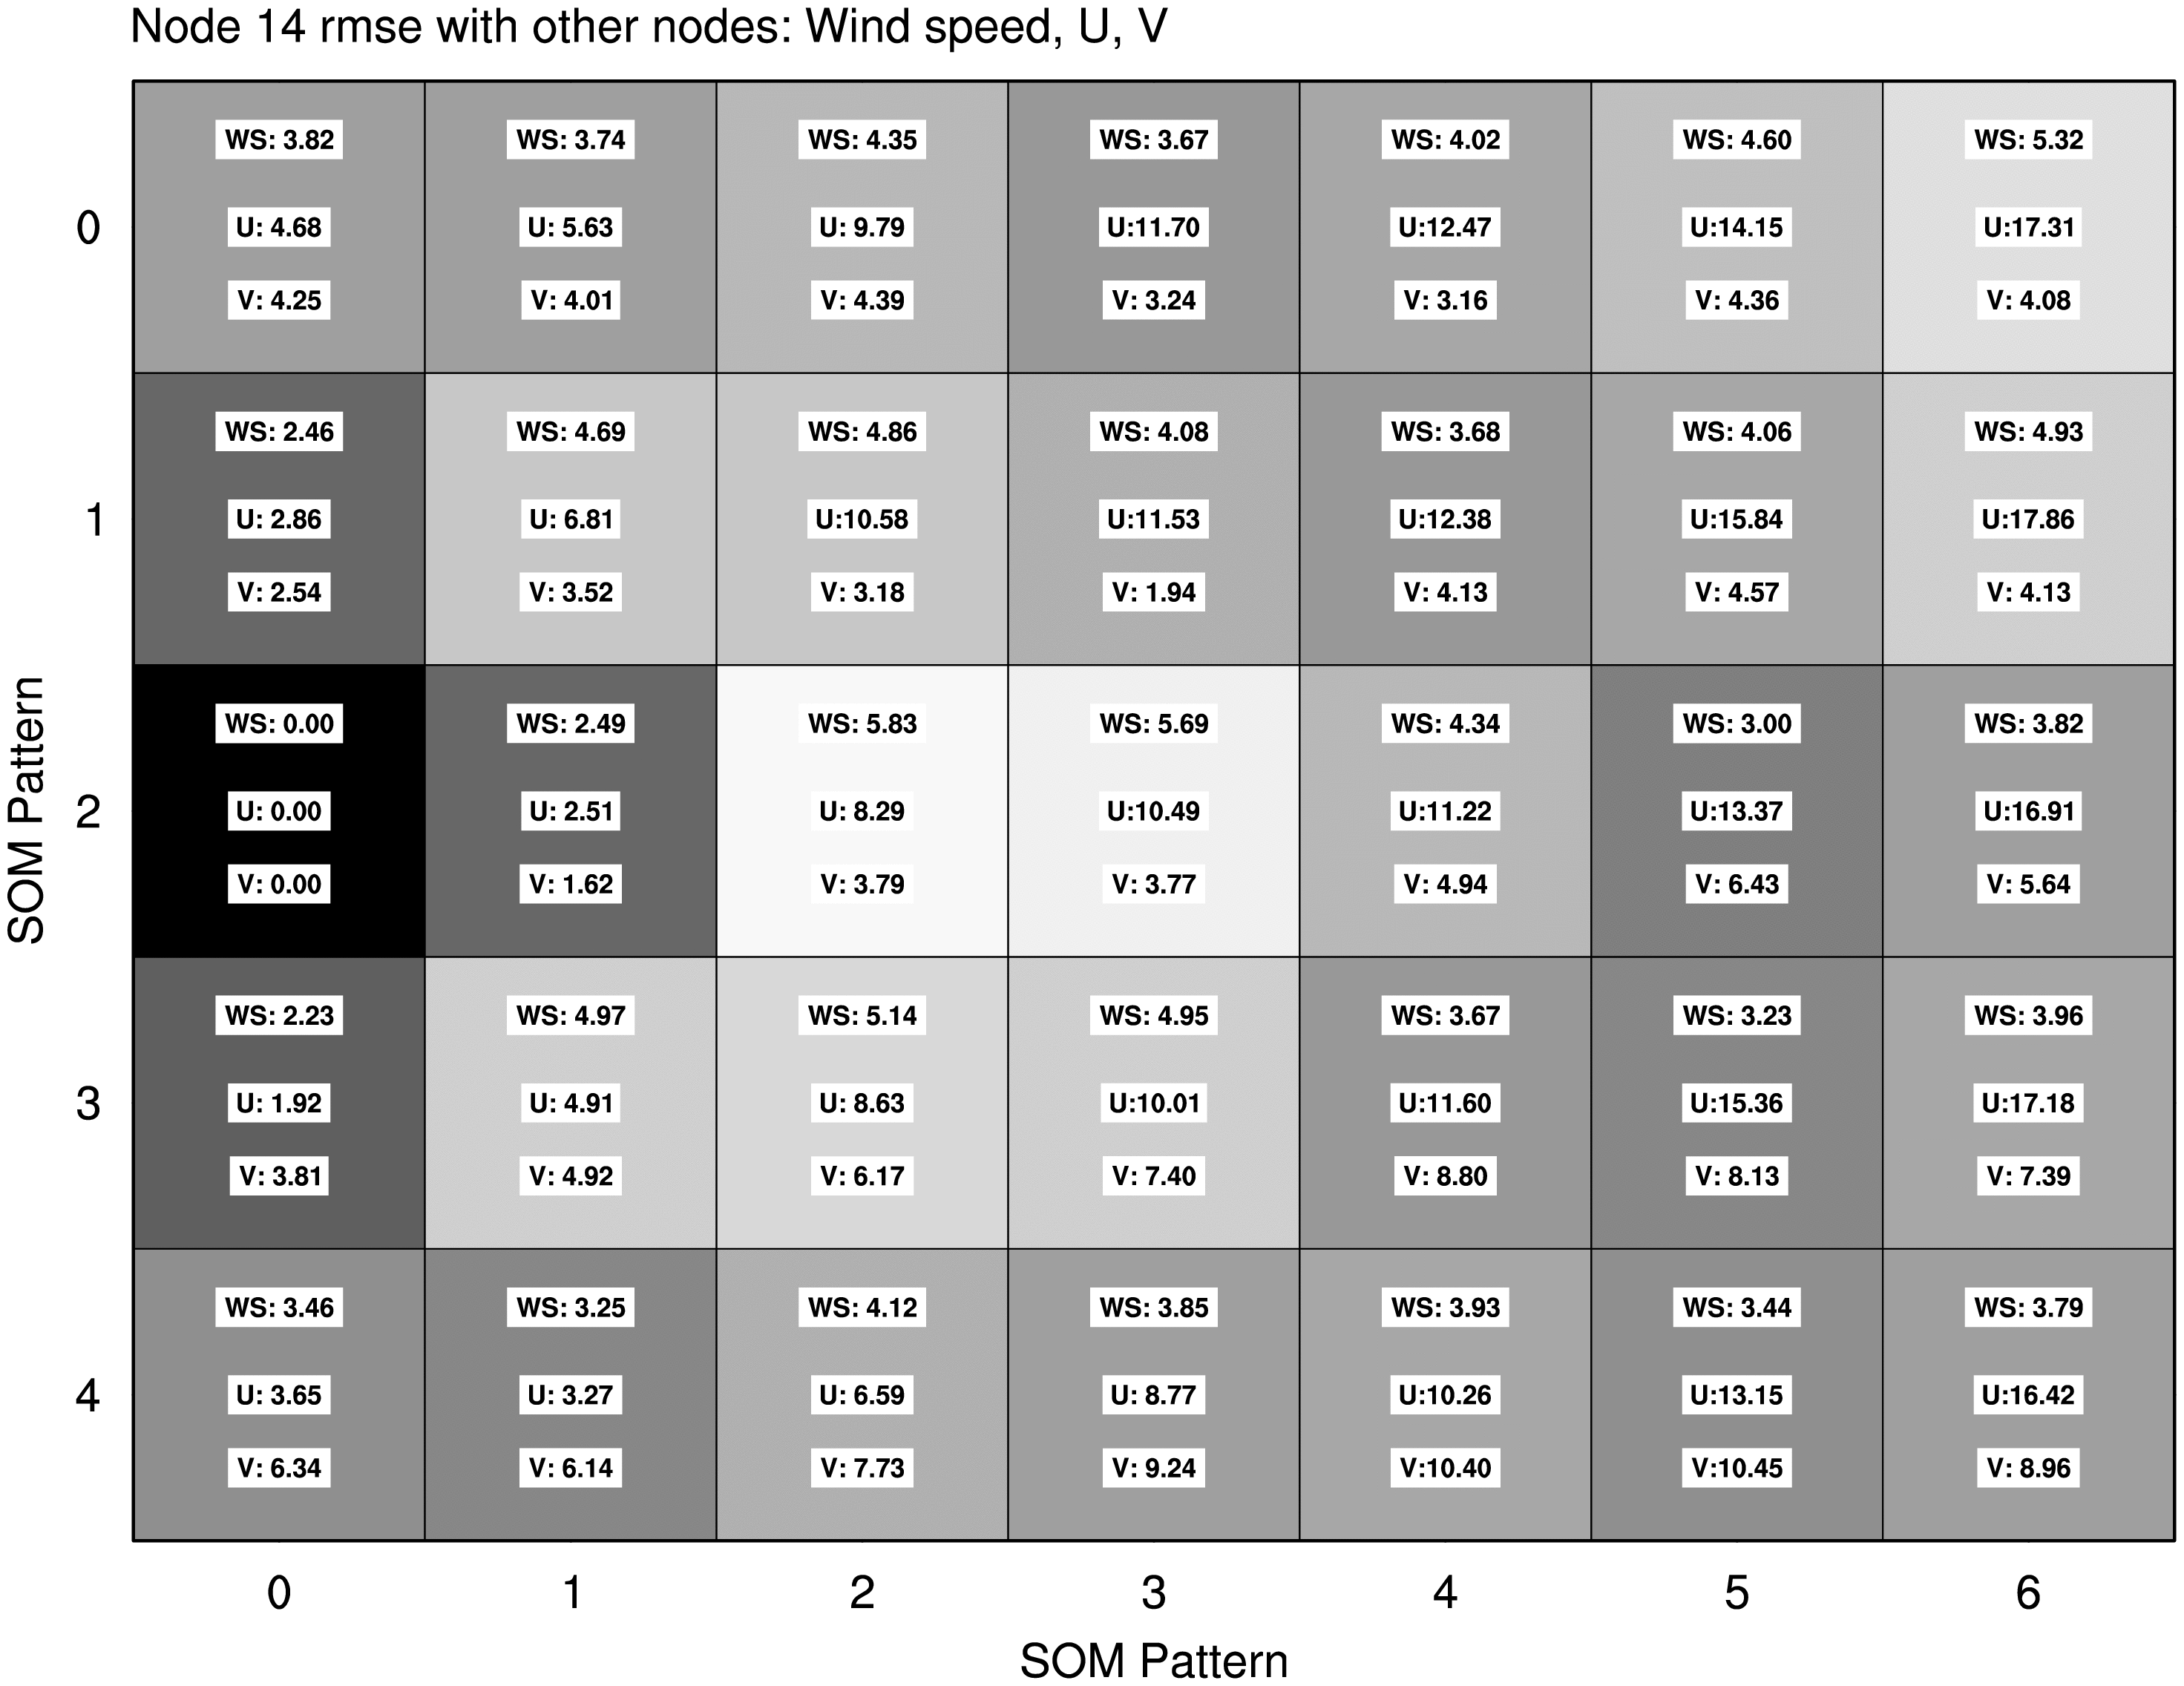 Node 14 rmse with other nodes: Wind speed, U, V
WS: 3.82 WS: 3.74 WS: 4.35 WS: 3.67 WS: 4.02 WS: 4.60 WS: 5.32
0 U: 4.68 U: 5.63 U: 9.79 U:11.70 U:12.47 U:14.15 U:17.31
V: 4.25 V: 4.01 V: 4.39 V: 3.24 V: 3.16 V: 4.36 V: 4.08
WS: 2.46 WS: 4.69 WS: 4.86 WS: 4.08 WS: 3.68 WS: 4.06 WS: 4.93
1 U: 2.86 U: 6.81 U:10.58 U:11.53 U:12.38 U:15.84 U:17.86
V: 2.54 V: 3.52 V: 3.18 V: 1.94 V: 4.13 V: 4.57 V: 4.13
SOM Pattern
WS: 0.00 WS: 2.49 WS: 5.83 WS: 5.69 WS: 4.34 WS: 3.00 WS: 3.82
2 U: 0.00 U: 2.51 U: 8.29 U:10.49 U:11.22 U:13.37 U:16.91
V: 0.00 V: 1.62 V: 3.79 V: 3.77 V: 4.94 V: 6.43 V: 5.64
WS: 2.23 WS: 4.97 WS: 5.14 WS: 4.95 WS: 3.67 WS: 3.23 WS: 3.96
3 U: 1.92 U: 4.91 U: 8.63 U:10.01 U:11.60 U:15.36 U:17.18
V: 3.81 V: 4.92 V: 6.17 V: 7.40 V: 8.80 V: 8.13 V: 7.39
WS: 3.46 WS: 3.25 WS: 4.12 WS: 3.85 WS: 3.93 WS: 3.44 WS: 3.79
4 U: 3.65 U: 3.27 U: 6.59 U: 8.77 U:10.26 U:13.15 U:16.42
V: 6.34 V: 6.14 V: 7.73 V: 9.24 V:10.40 V:10.45 V: 8.96
0 1 2 3 4 5 6
SOM Pattern